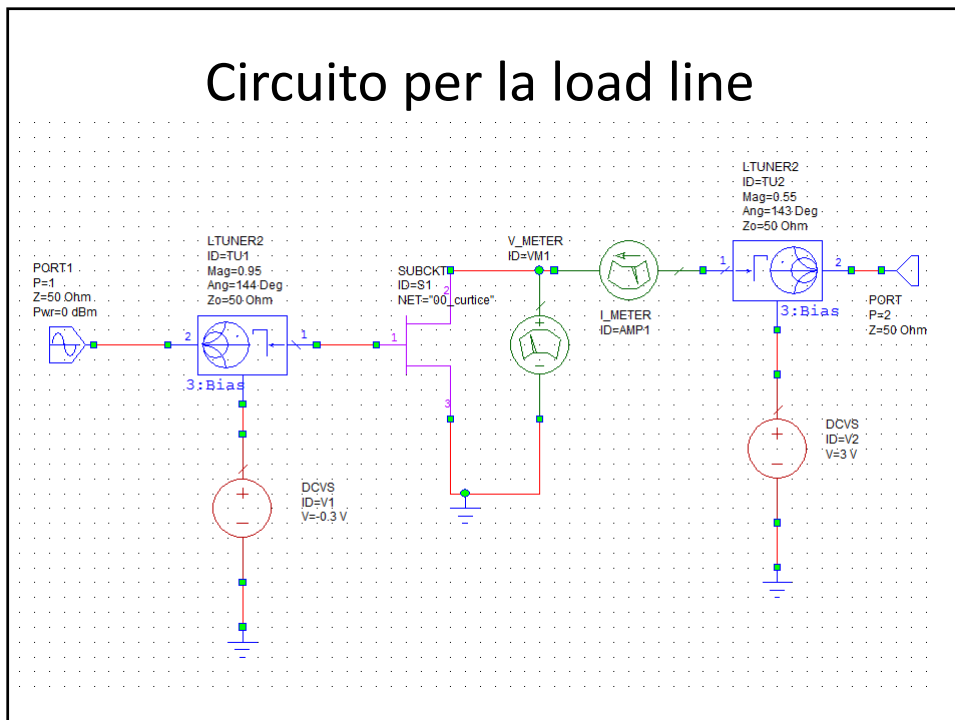 Circuito per la load line
PORT1
P=1
Z=50 Ohm
Pwr=0 dBm
LTUNER2
ID=TU1
Mag=0.95
Ang=144 Deg
Zo=50 Ohm
2
1
3:Bias
DCVS
ID=V1
V=-0.3 V
+
−
SUBCKT
ID=S1
NET="00_curtice"
1
2
3
V_METER
ID=VM1
+
−
I_METER
ID=AMP1
LTUNER2
ID=TU2
Mag=0.55
Ang=143 Deg
Zo=50 Ohm
1
2
3:Bias
PORT
P=2
Z=50 Ohm
DCVS
ID=V2
V=3 V
+
−